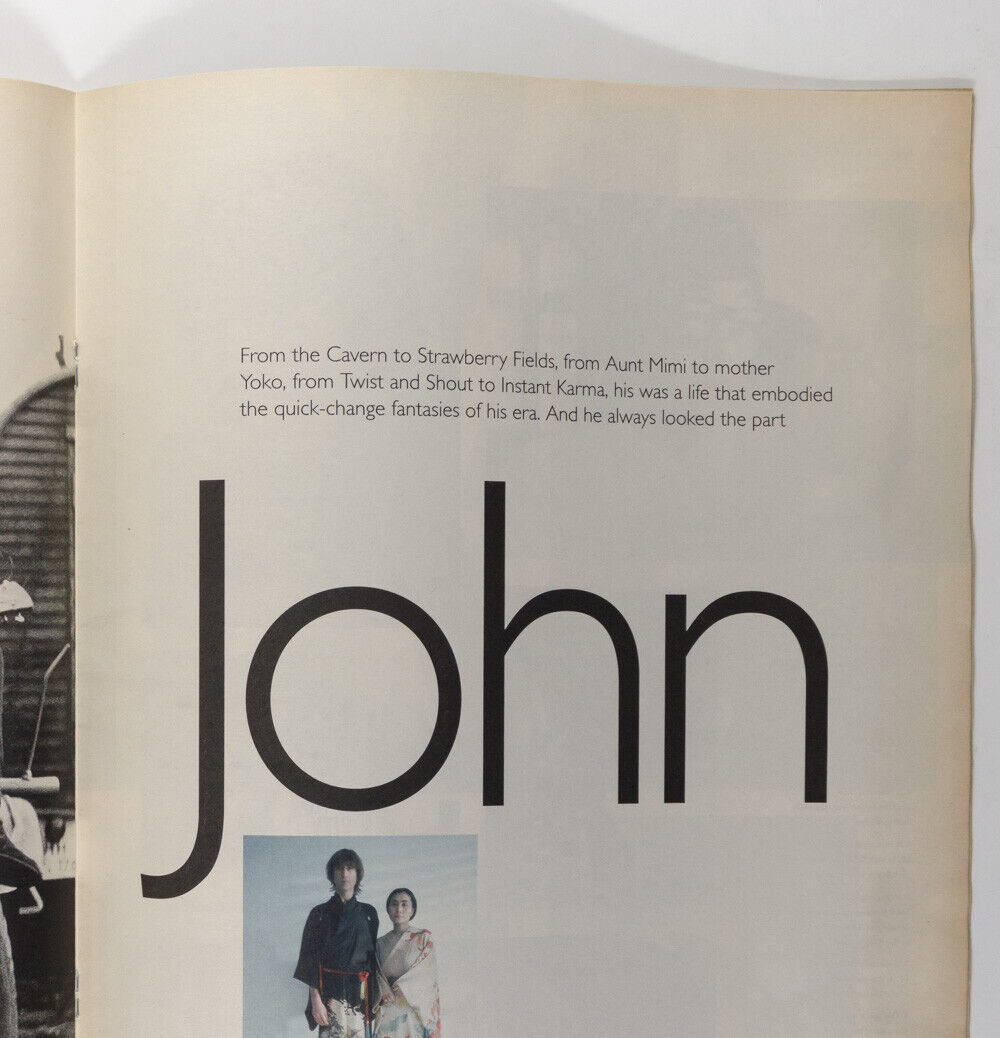 From the Cavern to Strawberry Fields, from Aunt Mimi to mother
Yoko, from Twist and Shout to Instant Karma, his was a life that embodied
the quick-change fantasies of his era. And he always looked the part
John